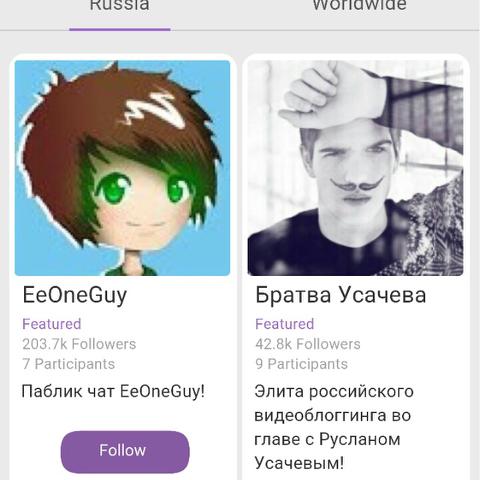 Russia
Worldwide
EeOneGuy
Featured
203.7k Followers
7 Participants
Паблик чат EeOneGuy!
Follow
Братва Усачева
Featured
42.8k Followers
9 Participants
Элита российского
видеоблоггинга во
главе с Русланом
Усачевым!